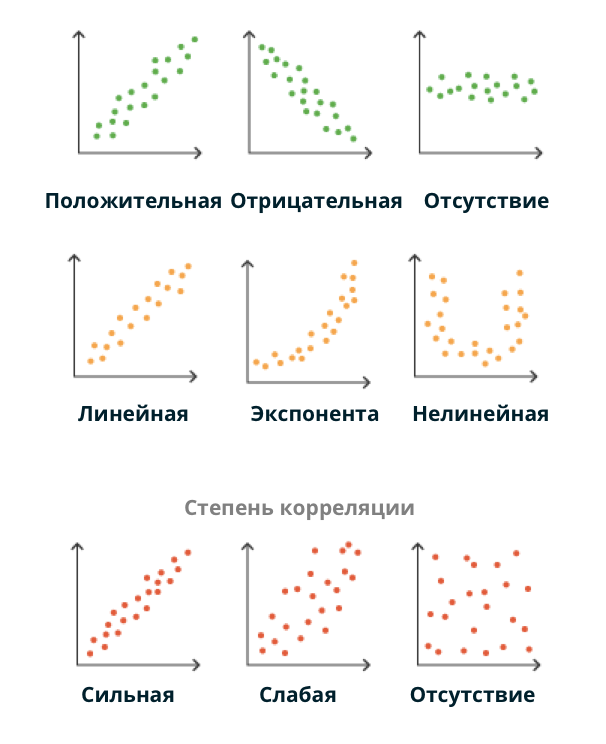 Положительная Отрицательная Отсутствие
Линейная Экспонента Нелинейная
Степень корреляции
Сильная Слабая Отсутствие